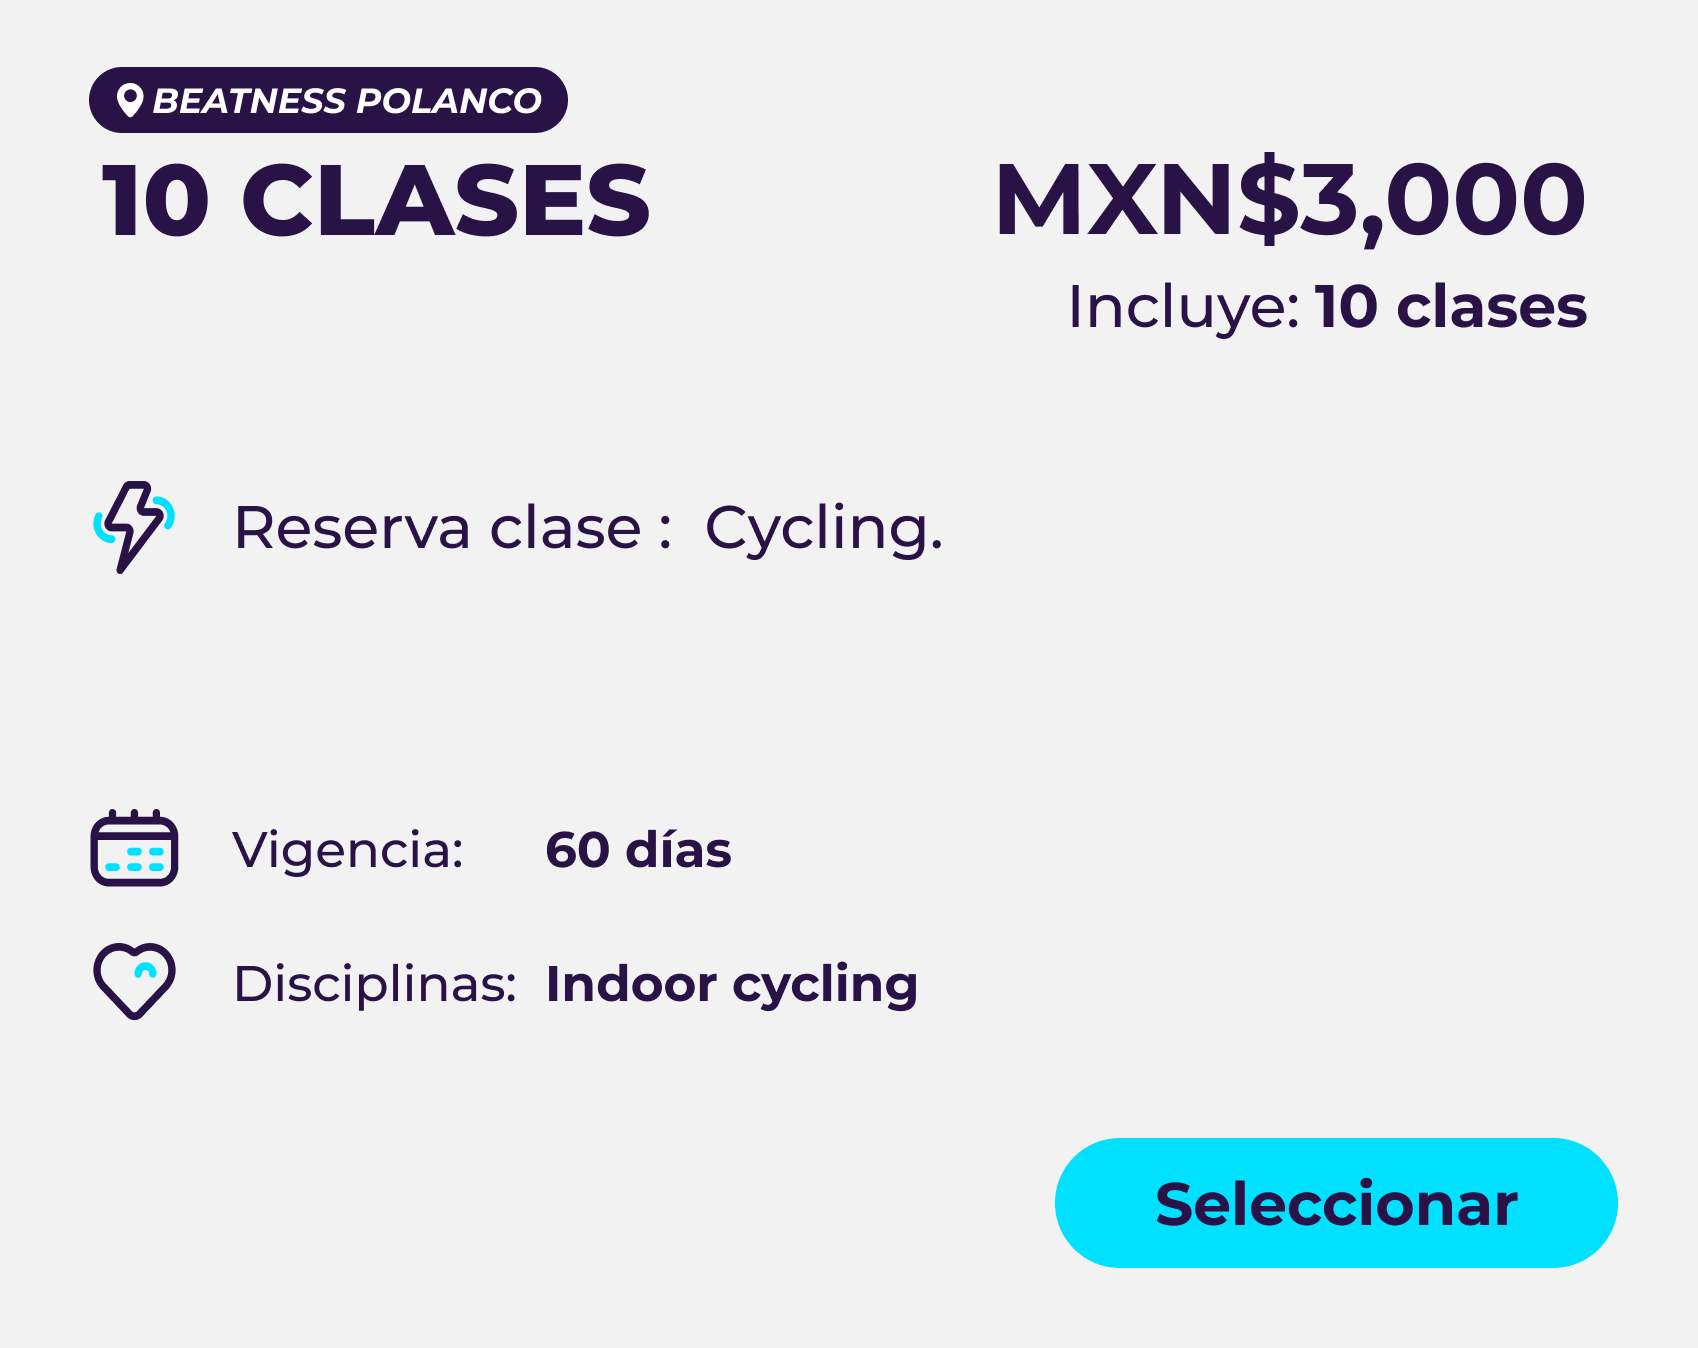 BEATNESS POLANCO
10 CLASES
MXN$3,000
Incluye: 10 clases
Reserva clase : Cycling.
Vigencia: 60 días
Disciplinas: Indoor cycling
Seleccionar